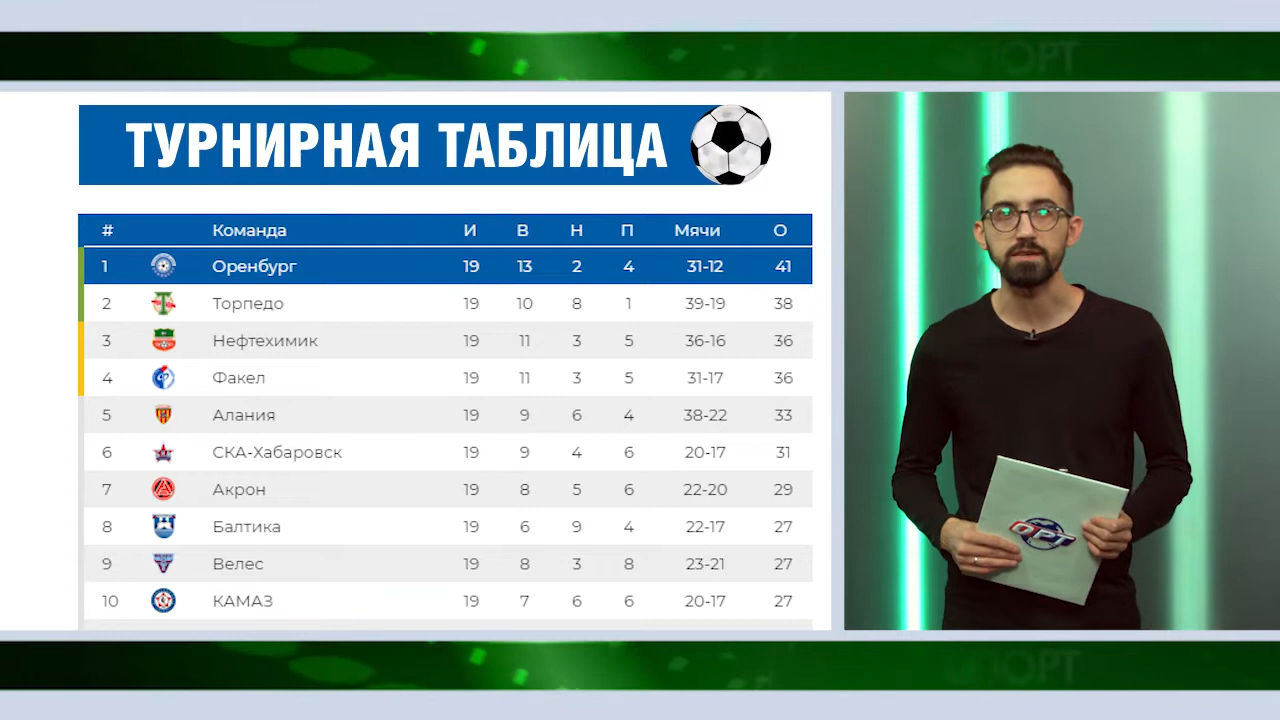 ПОРТ
ТУРНИРНАЯ ТАБЛИЦА
# Команда И В Н П Мячи О
1 Оренбург 19 13 2 4 31-12 41
2 Торпедо 19 10 8 1 39-19 38
3 Нефтехимик 19 11 3 5 36-16 36
4 Факел 19 11 3 5 31-17 36
5 Алания 19 9 6 4 38-22 33
6 СКА-Хабаровск 19 9 4 6 20-17 31
7 Акрон 19 8 5 6 22-20 29
8 Балтика 19 6 9 4 22-17 27
9 Велес 19 8 3 8 23-21 27
10 КАМАЗ 19 7 6 6 20-17 27
ОРТ
ПОРТ